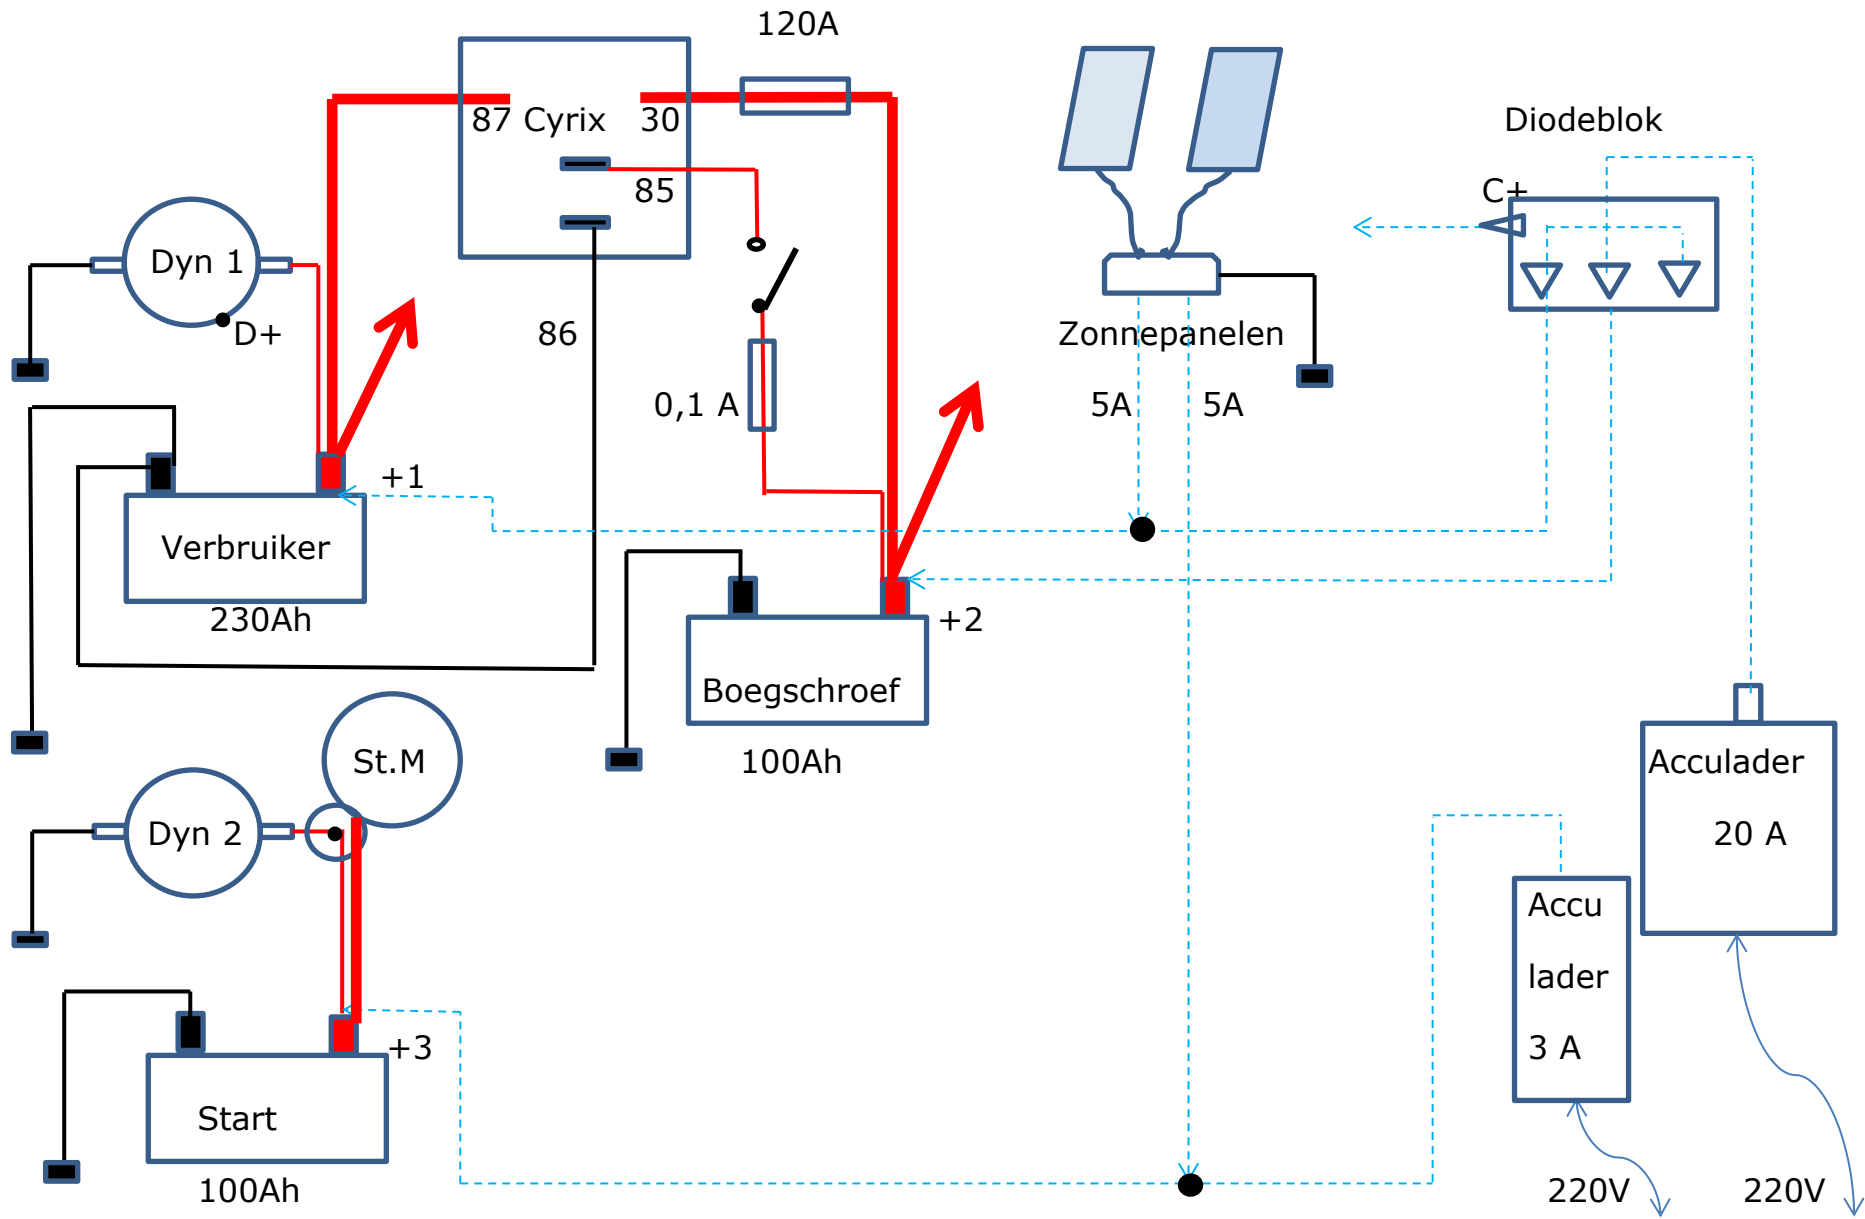 120A
87 Cyrix 30
Diodeblok
85
C+
Dyn 1
D+
86
Zonnepanelen
0,1 A
5A
5A
+1
Verbruiker
230Ah
+2
Boegschroef
100Ah
St.M
Acculader
20 A
Dyn 2
Accu
lader
3 A
+3
Start
100Ah
220V
220V